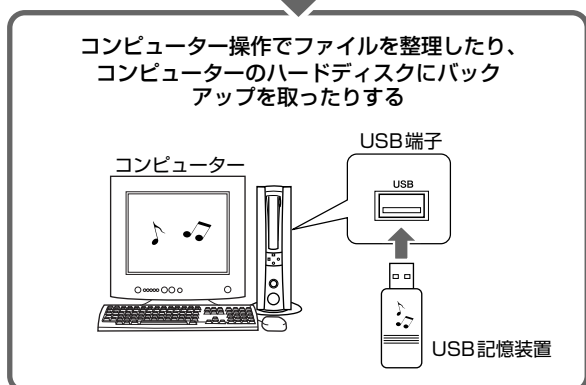 コンピューター操作でファイルを整理したり、
コンピューターのハードディスクにバック
アップを取ったりする
USB端子
コンピューター
USB
USB記憶装置